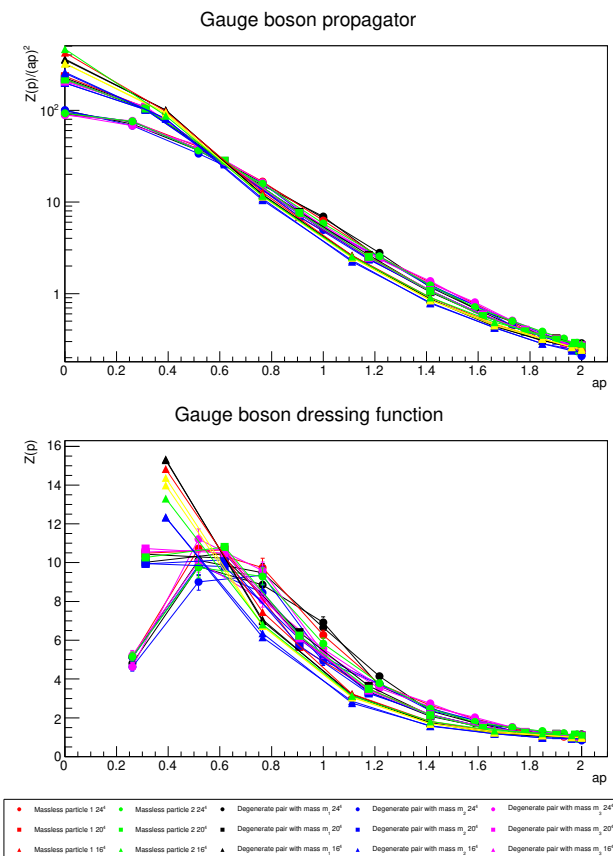 Gauge boson propagator
Z(p)/(ap)²
10²
10
1
0 0.2 0.4 0.6 0.8 1 1.2 1.4 1.6 1.8 2
ap
Gauge boson dressing function
Z(p)
16
14
12
10
8
6
4
2
0
0 0.2 0.4 0.6 0.8 1 1.2 1.4 1.6 1.8 2
ap
Massless particle 1 24⁴ Massless particle 2 24⁴ Degenerate pair with mass m₁ 24⁴ Degenerate pair with mass m₂ 24⁴ Degenerate pair with mass m₃ 24⁴
Massless particle 1 20⁴ Massless particle 2 20⁴ Degenerate pair with mass m₁ 20⁴ Degenerate pair with mass m₂ 20⁴ Degenerate pair with mass m₃ 20⁴
Massless particle 1 16⁴ Massless particle 2 16⁴ Degenerate pair with mass m₁ 16⁴ Degenerate pair with mass m₂ 16⁴ Degenerate pair with mass m₃ 16⁴